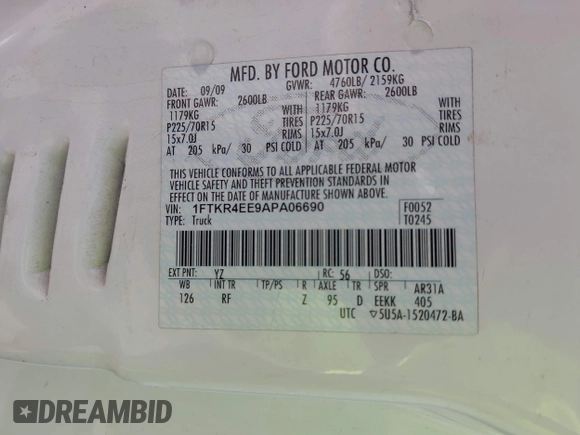 MFD. BY FORD MOTOR CO.
DATE: 09/09 GVWR: 4760LB/ 2159KG
FRONT GAWR: 2600LB REAR GAWR: 2600LB
1179KG WITH 1179KG WITH
P225/70R15 TIRES P225/70R15 TIRES
15x7.0J RIMS 15x7.0J RIMS
AT 205 kPa/ 30 PSI COLD AT 205 kPa/ 30 PSI COLD
THIS VEHICLE CONFORMS TO ALL APPLICABLE FEDERAL MOTOR
VEHICLE SAFETY AND THEFT PREVENTION STANDARDS IN
EFFECT ON THE DATE OF MANUFACTURE SHOWN ABOVE.
VIN: 1FTKR4EE9APA06690 F0052
TYPE: Truck T0245
EXT PNT: YZ RC: 56 DSO:
WB INT TR TP/PS R AXLE TR SPR AR31A
126 RF Z 95 D EEKK 405
UTC ▽5U5A-1520472-BA
DREAMBID